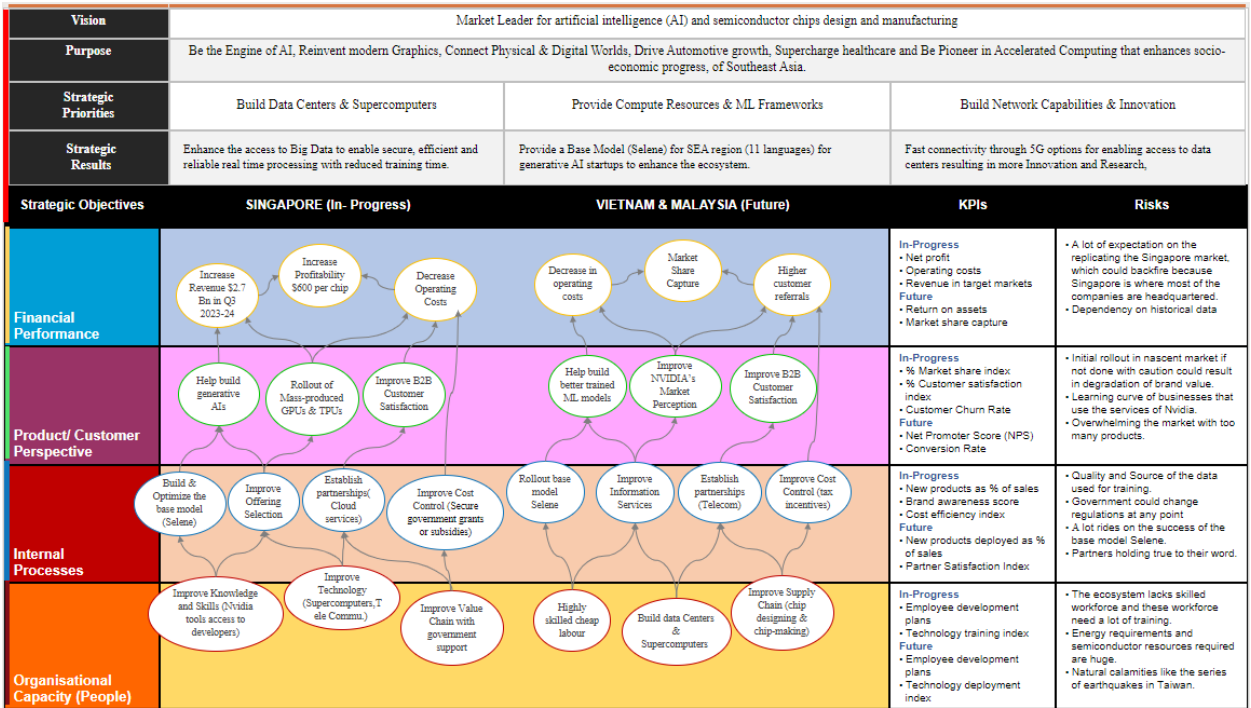 Vision
Market Leader for artificial intelligence (AI) and semiconductor chips design and manufacturing
Purpose
Be the Engine of AI, Reinvent modern Graphics, Connect Physical & Digital Worlds, Drive Automotive growth, Supercharge healthcare and Be Pioneer in Accelerated Computing that enhances socio-
economic progress, of Southeast Asia.
Strategic
Priorities
Build Data Centers & Supercomputers
Provide Compute Resources & ML Frameworks
Build Network Capabilities & Innovation
Strategic
Results
Enhance the access to Big Data to enable secure, efficient and
reliable real time processing with reduced training time.
Provide a Base Model (Selene) for SEA region (11 languages) for
generative AI startups to enhance the ecosystem.
Fast connectivity through 5G options for enabling access to data
centers resulting in more Innovation and Research,
Strategic Objectives
SINGAPORE (In- Progress)
VIETNAM & MALAYSIA (Future)
KPIs
Risks
Financial
Performance
Increase
Revenue $2.7
Bn in Q3
2023-24
Increase
Profitability
$600 per chip
Decrease
Operating
Costs
Decrease in
operating
costs
Market
Share
Capture
Higher
customer
referrals
In-Progress
• Net profit
• Operating costs
• Revenue in target markets
Future
• Return on assets
• Market share capture
• A lot of expectation on the
replicating the Singapore market,
which could backfire because
Singapore is where most of the
companies are headquartered.
• Dependency on historical data
Product/ Customer
Perspective
Help build
generative
AIs
Rollout of
Mass-produced
GPUs & TPUs
Improve B2B
Customer
Satisfaction
Help build
better trained
ML models
Improve
NVIDIA's
Market
Perception
Improve B2B
Customer
Satisfaction
In-Progress
• % Market share index
• % Customer satisfaction
index
• Customer Churn Rate
Future
• Net Promoter Score (NPS)
• Conversion Rate
• Initial rollout in nascent market if
not done with caution could result
in degradation of brand value.
• Learning curve of businesses that
use the services of Nvidia.
• Overwhelming the market with too
many products.
Internal
Processes
Build &
Optimize the
base model
(Selene)
Improve
Offering
Selection
Establish
partnerships(
Cloud
services)
Improve Cost
Control (Secure
government grants
or subsidies)
Rollout base
model
Selene
Improve
Information
Services
Establish
partnerships
(Telecom)
Improve Cost
Control (tax
incentives)
In-Progress
• New products as % of sales
• Brand awareness score
• Cost efficiency index
Future
• New products deployed as %
of sales
• Partner Satisfaction Index
• Quality and Source of the data
used for training.
• Government could change
regulations at any point
• A lot rides on the success of the
base model Selene.
• Partners holding true to their word.
Organisational
Capacity (People)
Improve Knowledge
and Skills (Nvidia
tools access to
developers)
Improve
Technology
(Supercomputers,T
ele Commu.)
Improve Value
Chain with
government
support
Highly
skilled cheap
labour
Build data Centers
&
Supercomputers
Improve Supply
Chain (chip
designing &
chip-making)
In-Progress
• Employee development
plans
• Technology training index
Future
• Employee development
plans
• Technology deployment
index
• The ecosystem lacks skilled
workforce and these workforce
need a lot of training.
• Energy requirements and
semiconductor resources required
are huge.
• Natural calamities like the series
of earthquakes in Taiwan.